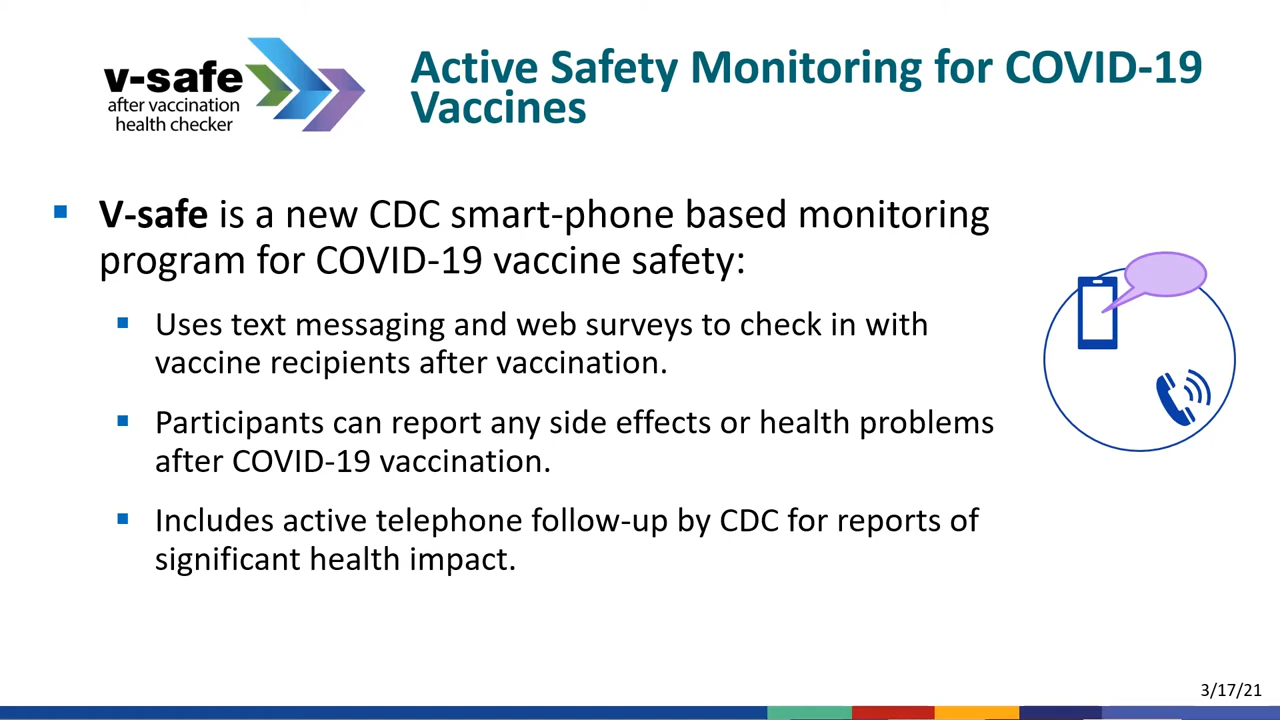 v-safe
after vaccination
health checker
Active Safety Monitoring for COVID-19
Vaccines
V-safe is a new CDC smart-phone based monitoring
program for COVID-19 vaccine safety:
Uses text messaging and web surveys to check in with
vaccine recipients after vaccination.
Participants can report any side effects or health problems
after COVID-19 vaccination.
Includes active telephone follow-up by CDC for reports of
significant health impact.
3/17/21